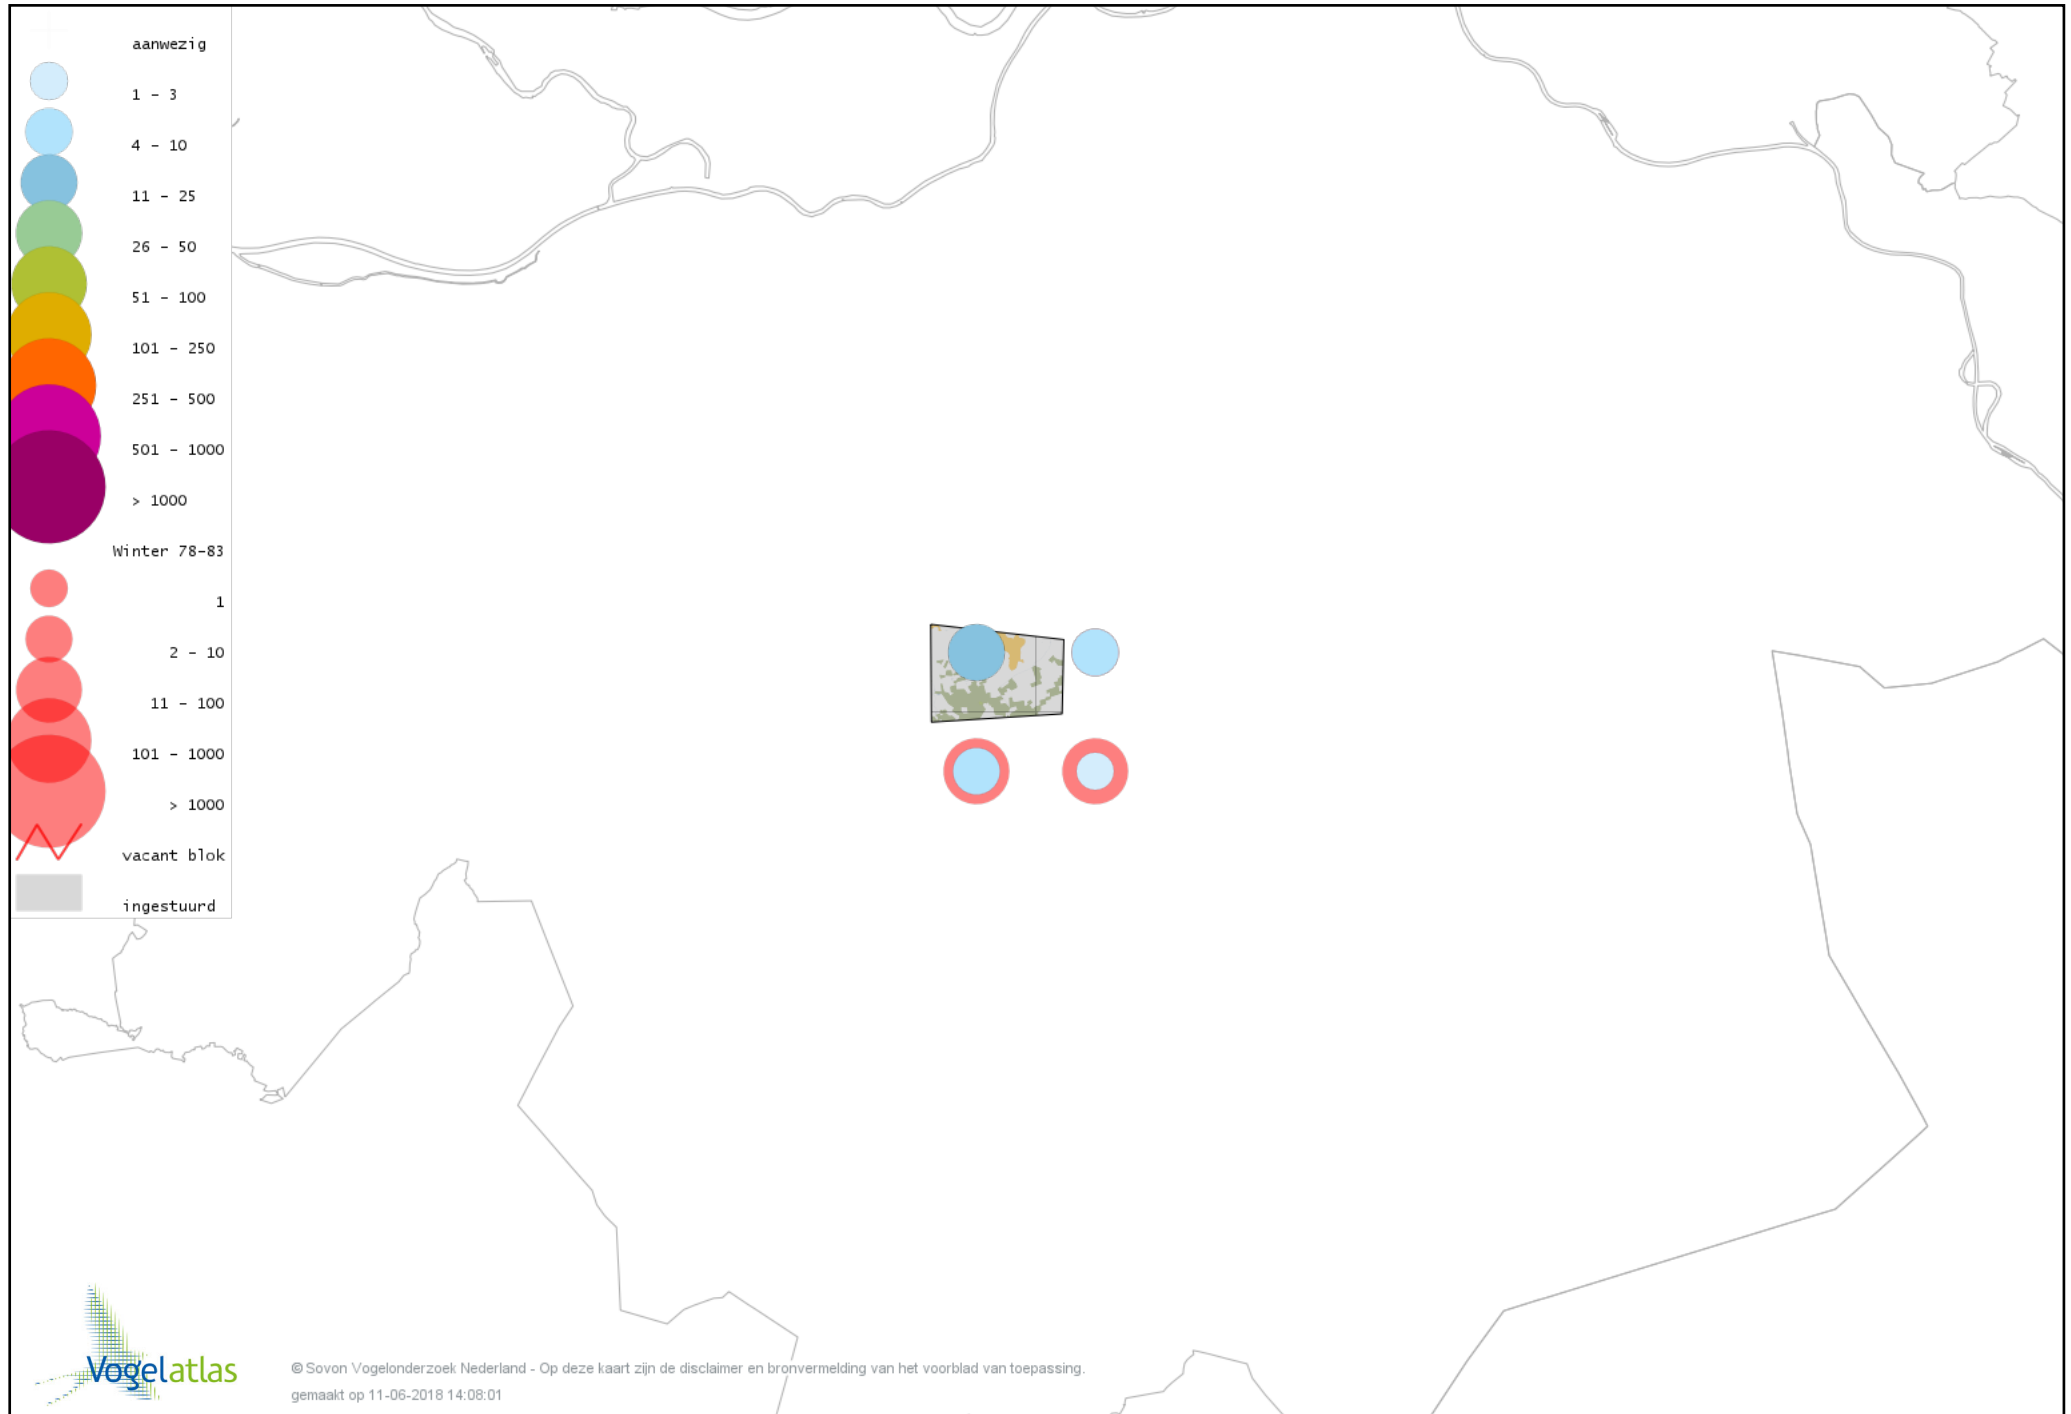 aanwezig
1 - 3
4 - 10
11 - 25
26 - 50
51 - 100
101 - 250
251 - 500
501 - 1000
> 1000
Winter 78-83
1
2 - 10
11 - 100
101 - 1000
> 1000
vacant blok
ingestuurd
Vogelatlas
© Sovon Vogelonderzoek Nederland - Op deze kaart zijn de disclaimer en bronvermelding van het voorblad van toepassing.
gemaakt op 11-06-2018 14:08:01